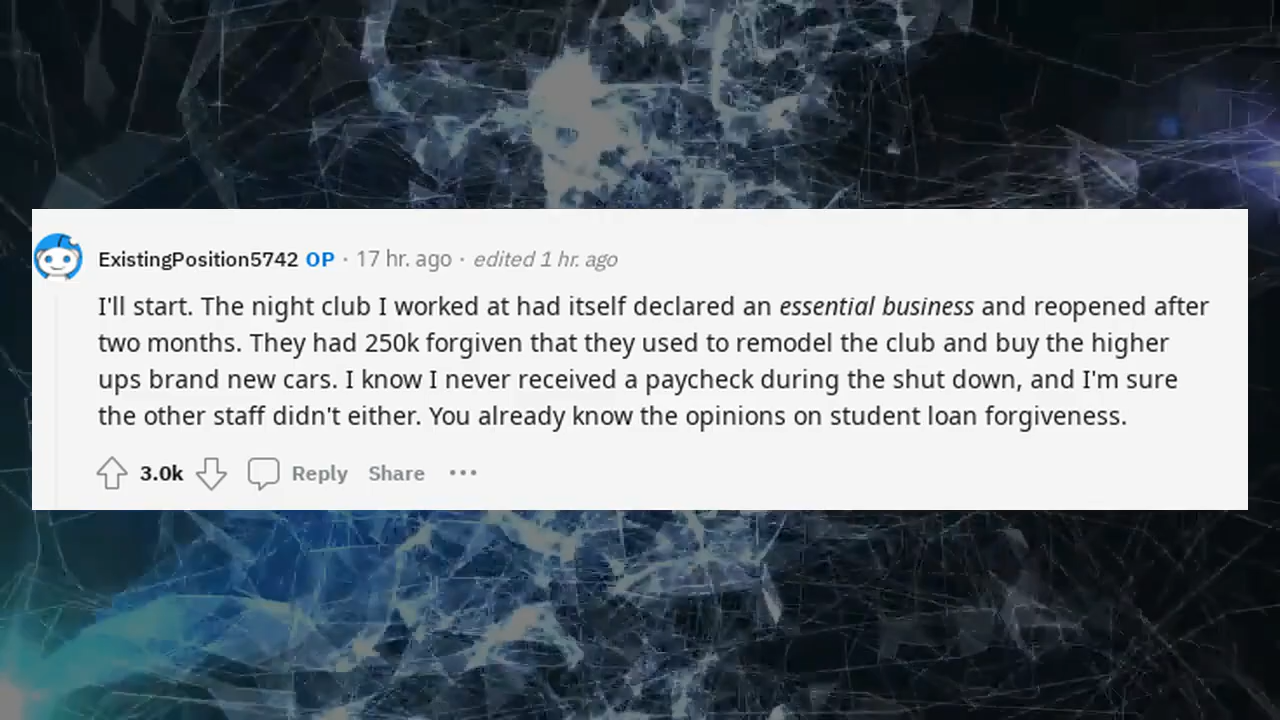 ExistingPosition5742 OP · 17 hr. ago · edited 1 hr. ago
I'll start. The night club I worked at had itself declared an essential business and reopened after
two months. They had 250k forgiven that they used to remodel the club and buy the higher
ups brand new cars. I know I never received a paycheck during the shut down, and I'm sure
the other staff didn't either. You already know the opinions on student loan forgiveness.
3.0k Reply Share ···